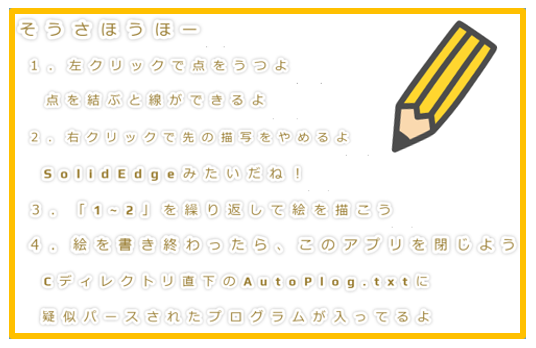 そうさほうほー
1．左クリックで点をうつよ
点を結ぶと線ができるよ
2．右クリックで先の描写をやめるよ
SolidEdgeみたいだね！
3．「1~2」を繰り返して絵を描こう
4．絵を書き終わったら、このアプリを閉じよう
Cディレクトリ直下のAutoPlog.txtに
疑似パースされたプログラムが入ってるよ